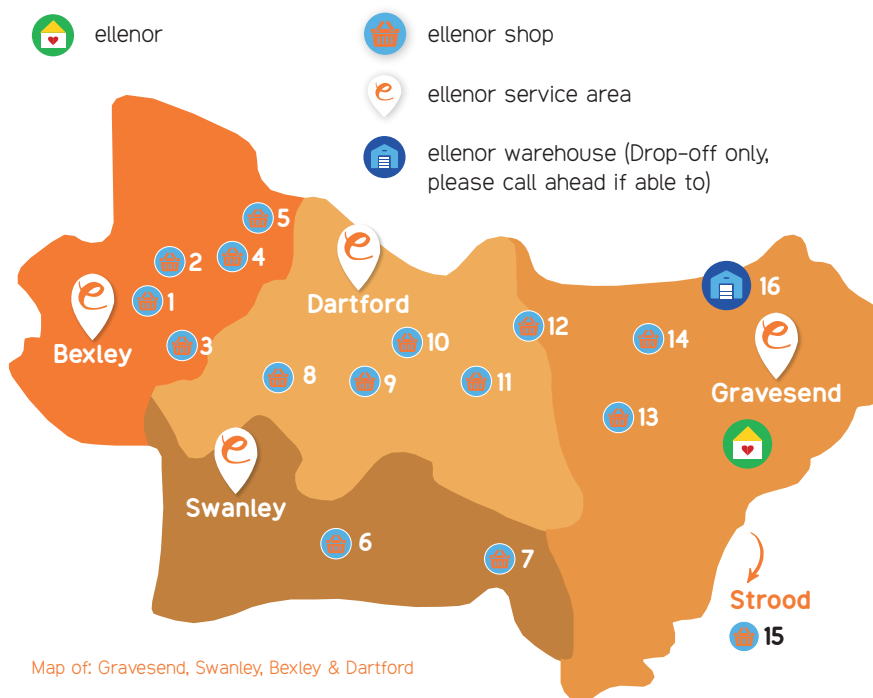 ellenor
ellenor shop
ellenor service area
ellenor warehouse (Drop-off only,
please call ahead if able to)
5
2
4
16
1
Dartford
12
Bexley
3
10
14
8
9
11
Gravesend
13
Swanley
6
7
Strood
15
Map of: Gravesend, Swanley, Bexley & Dartford